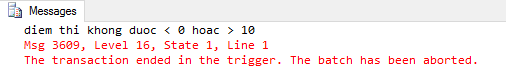 Messages
diem thi khong duoc < 0 hoac > 10
Msg 3609, Level 16, State 1, Line 1
The transaction ended in the trigger. The batch has been aborted.